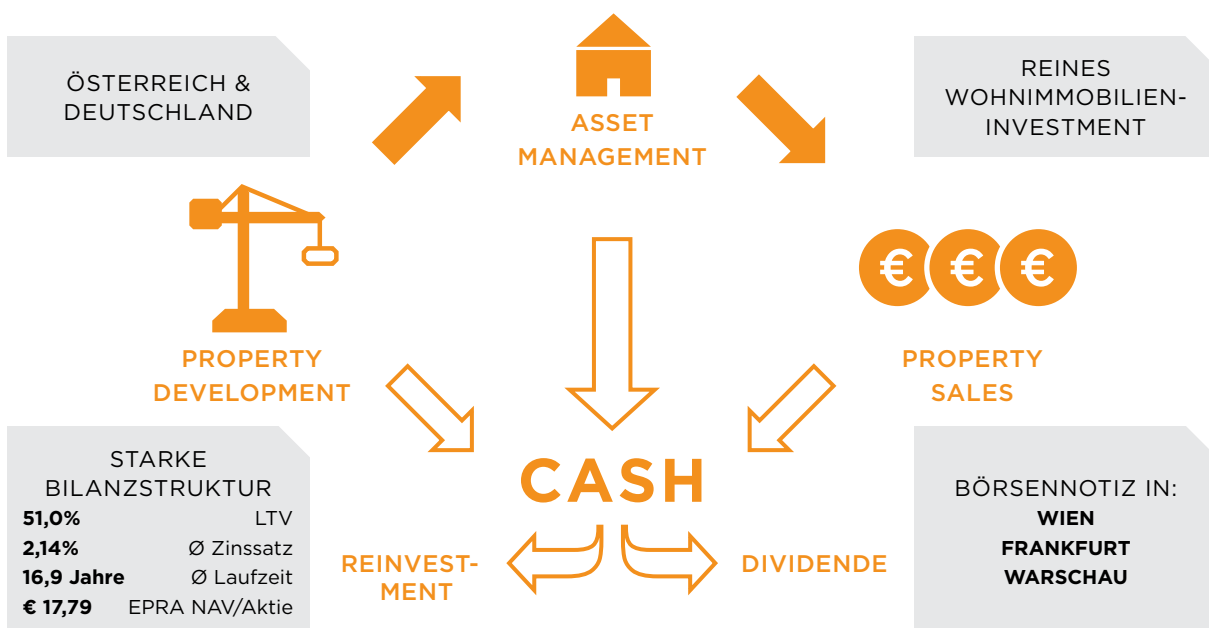 ÖSTERREICH &
DEUTSCHLAND
ASSET
MANAGEMENT
REINES
WOHNIMMOBILIEN-
INVESTMENT
€ € €
PROPERTY
DEVELOPMENT
PROPERTY
SALES
STARKE
BILANZSTRUKTUR
51,0% LTV
2,14% Ø Zinssatz
16,9 Jahre Ø Laufzeit
€ 17,79 EPRA NAV/Aktie
CASH
REINVEST-
MENT
DIVIDENDE
BÖRSENNOTIZ IN:
WIEN
FRANKFURT
WARSCHAU